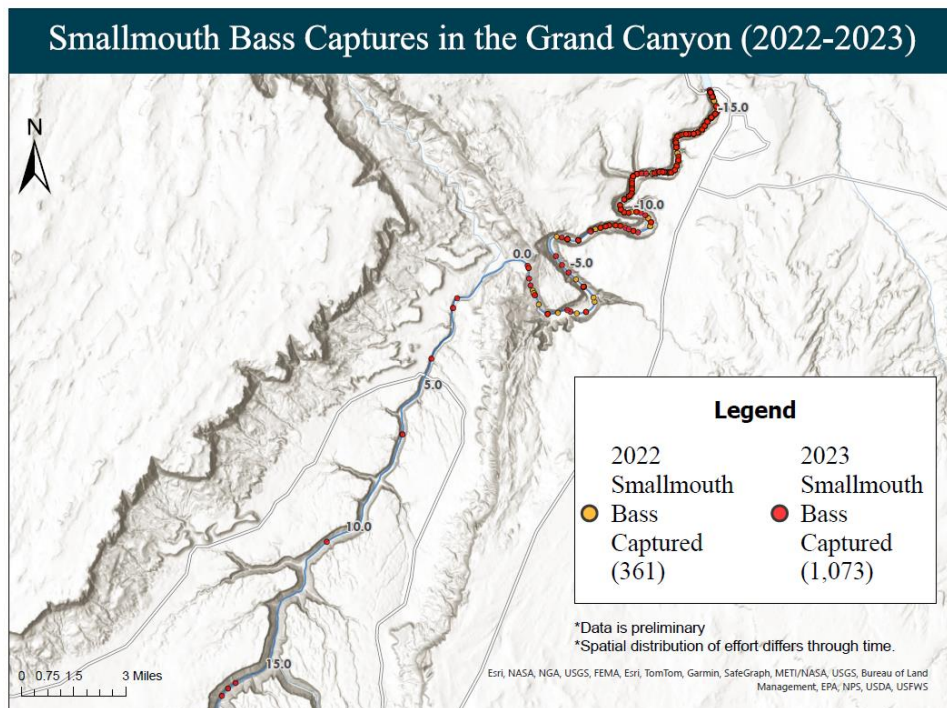 Smallmouth Bass Captures in the Grand Canyon (2022-2023)
N
-15.0
-10.0
0.0
-5.0
5.0
10.0
15.0
Legend
2022
Smallmouth
Bass
Captured
(361)
2023
Smallmouth
Bass
Captured
(1,073)
*Data is preliminary
*Spatial distribution of effort differs through time.
0 0.75 1.5 3 Miles
Esri, NASA, NGA, USGS, FEMA, Esri, TomTom, Garmin, SafeGraph, METI/NASA, USGS, Bureau of Land
Management, EPA, NPS, USDA, USFWS